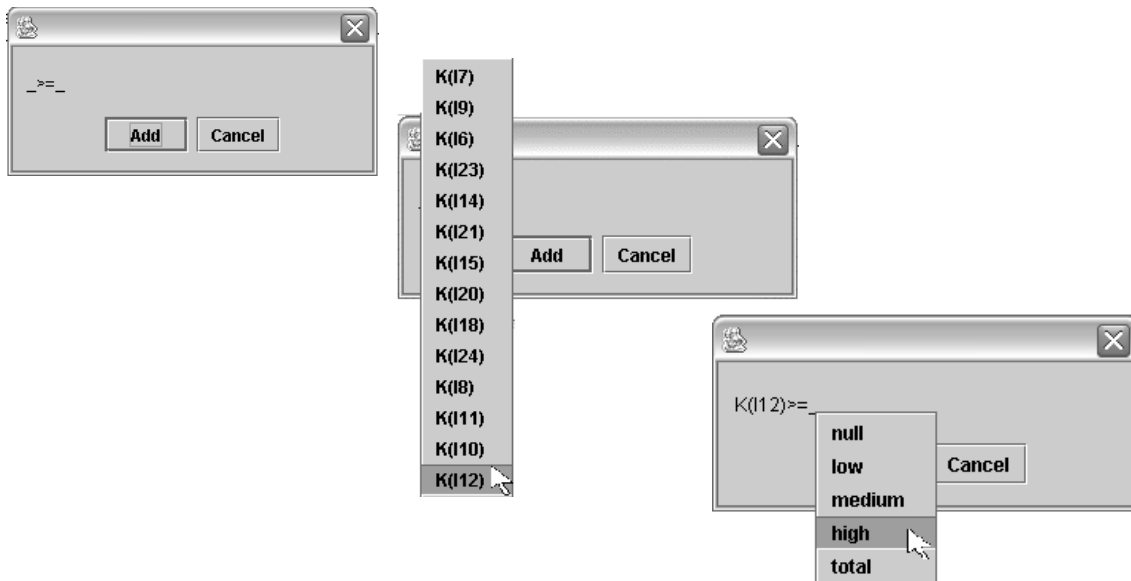 _>=_
Add Cancel
K(I7)
K(I9)
K(I6)
K(I23)
K(I14)
K(I21)
K(I15)
K(I20)
K(I18)
K(I24)
K(I8)
K(I11)
K(I10)
K(I12)
Add Cancel
K(I12)>=_
null
low
medium
high
total
Cancel